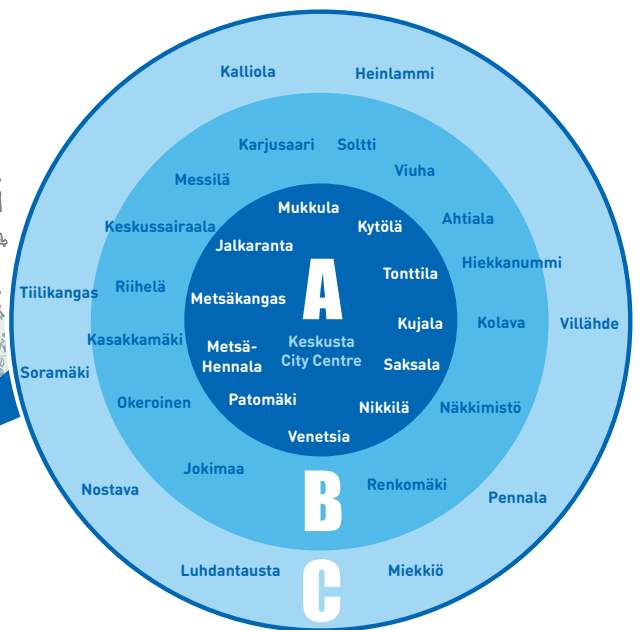 Kalliola
Heinlammi
Karjusaari
Soltti
Viuha
Messilä
Mukkula
Ahtiala
Kytölä
Keskussairaala
Jalkaranta
Hiekkanummi
Tonttila
A
Riihelä
Tiilikangas
Metsäkangas
Kujala
Kolava
Villähde
Kasakkamäki
Keskusta
City Centre
Metsä-
Hennala
Saksala
Soramäki
Okeroinen
Patomäki
Nikkilä
Näkkimistö
Venetsia
Jokimaa
Renkomäki
Nostava
B
Pennala
Luhdantausta
Miekkiö
C